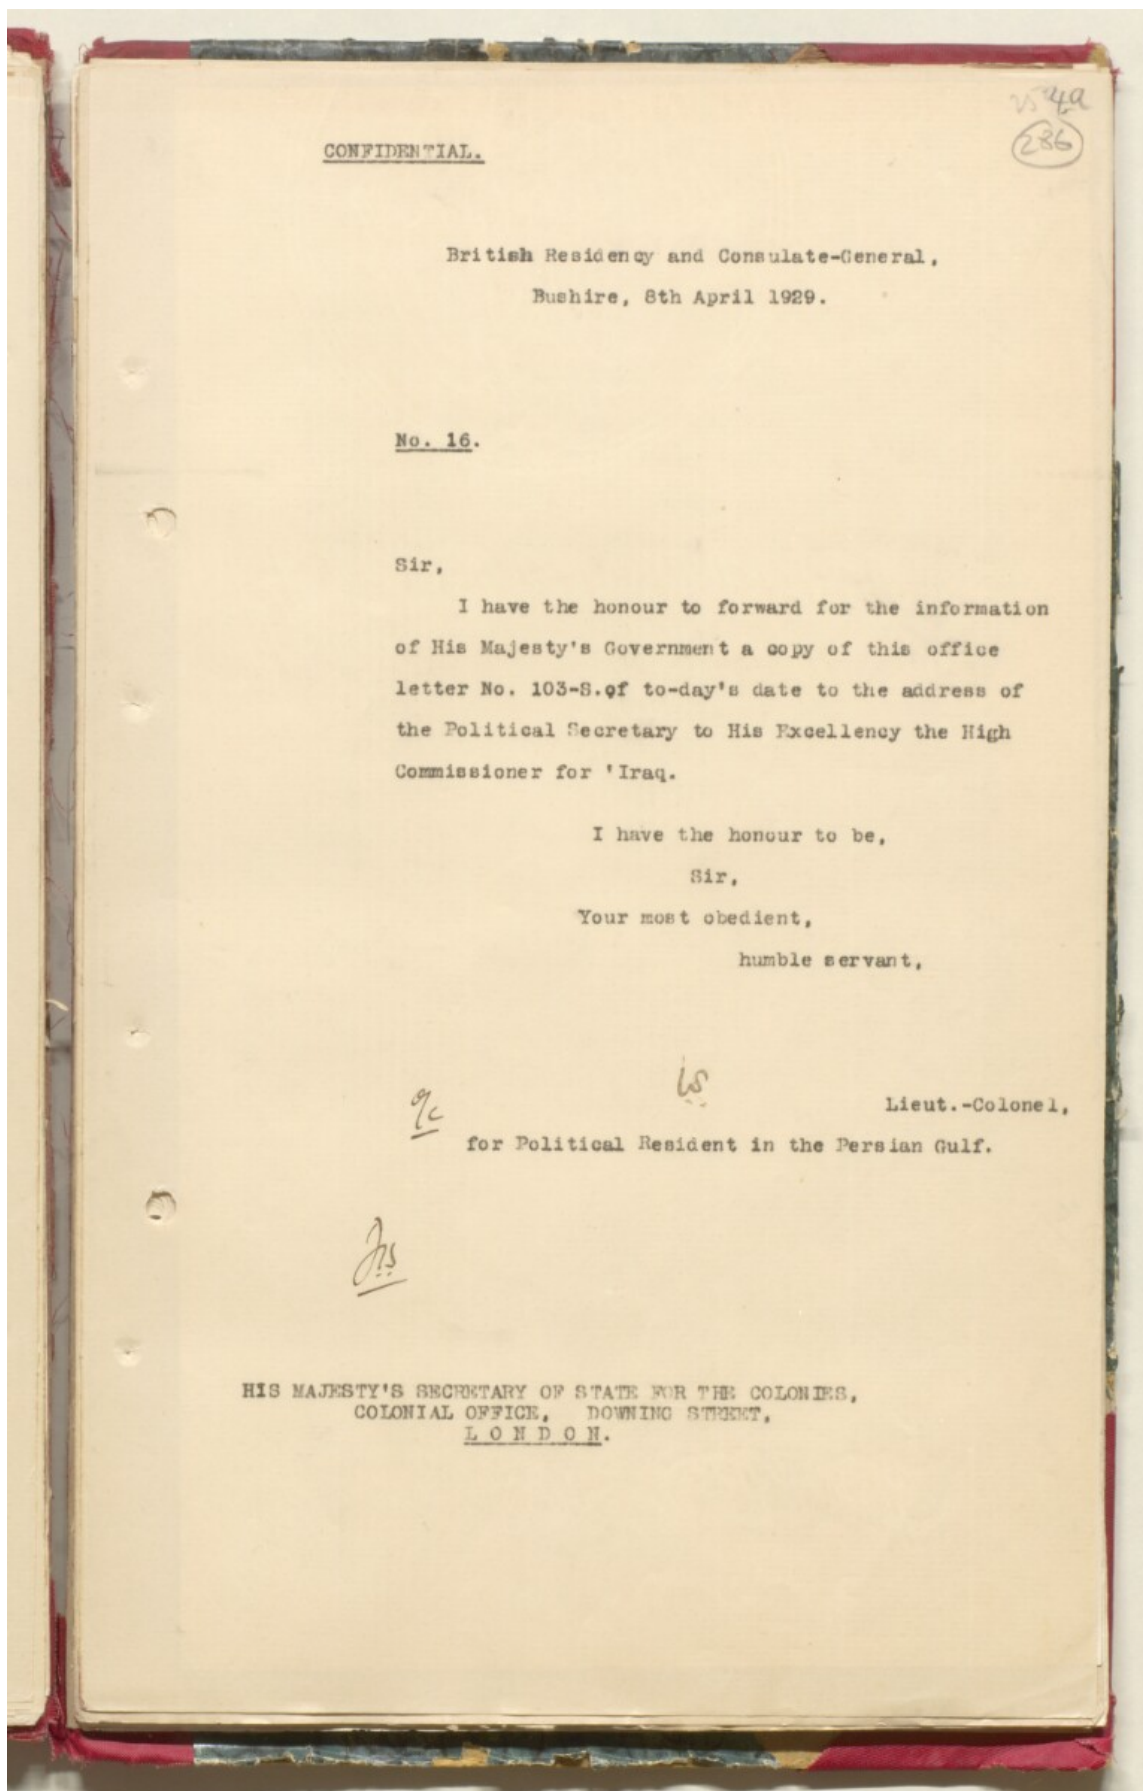 4a
286
CONFIDENTIAL.
British Residency and Consulate-General,
Bushire, 8th April 1929.
No. 16.
Sir,
I have the honour to forward for the information
of His Majesty's Government a copy of this office
letter No. 103-S.of to-day's date to the address of
the Political Secretary to His Excellency the High
Commissioner for 'Iraq.
I have the honour to be,
Sir,
Your most obedient,
humble servant,
Lieut.-Colonel,
for Political Resident in the Persian Gulf.
HIS MAJESTY'S SECRETARY OF STATE FOR THE COLONIES,
COLONIAL OFFICE, DOWNING STREET,
L O N D O N.